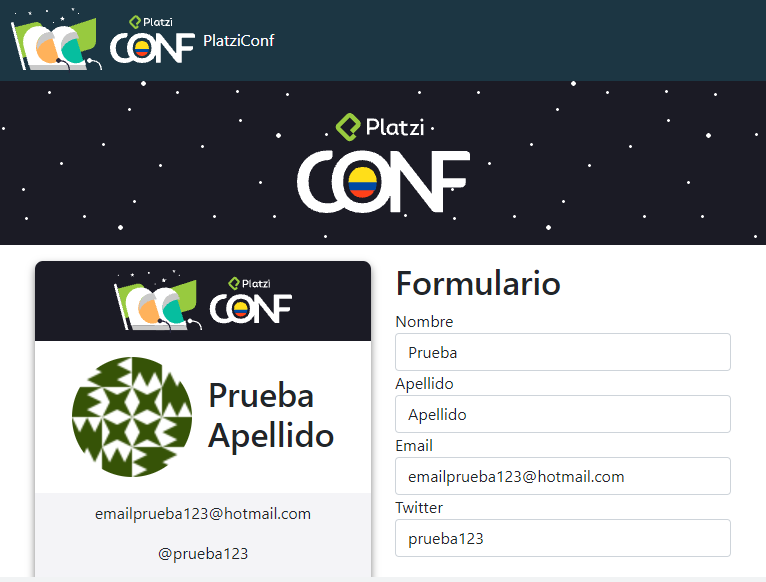 Platzi
CONF
PlatziConf
Platzi
CONF
Platzi
CONF
Prueba
Apellido
emailprueba123@hotmail.com
@prueba123
Formulario
Nombre
Prueba
Apellido
Apellido
Email
emailprueba123@hotmail.com
Twitter
prueba123